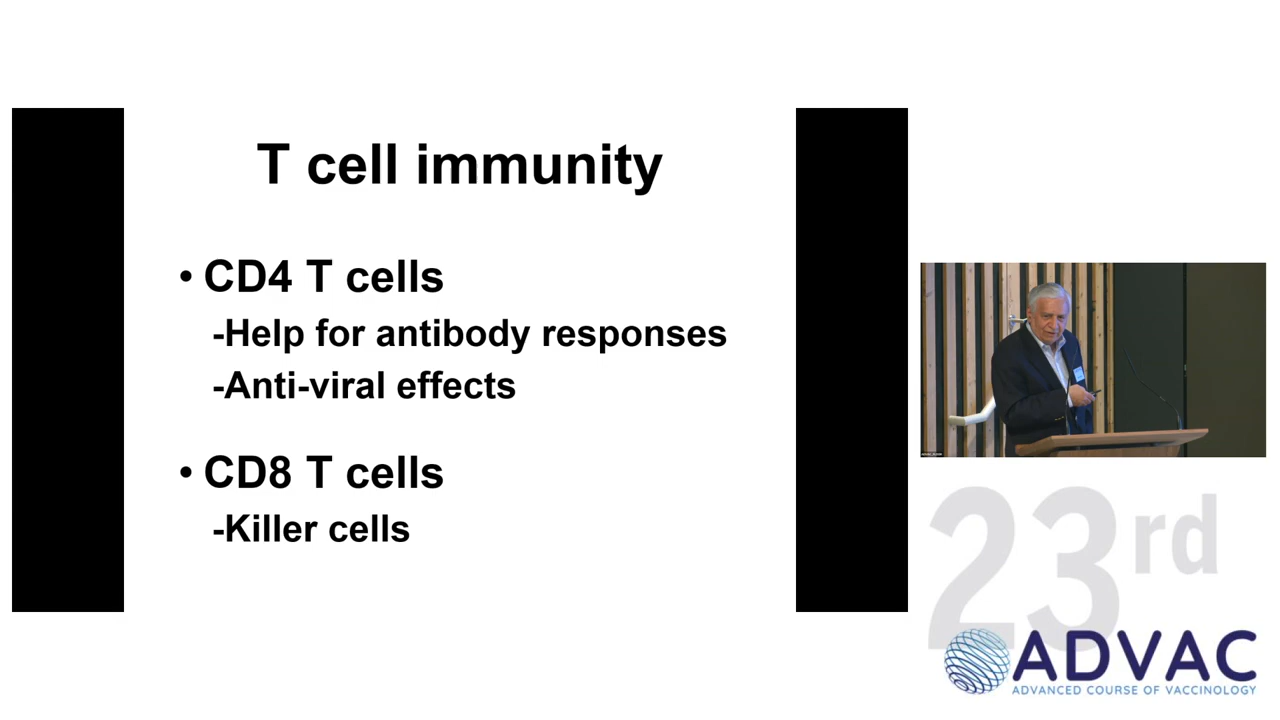 T cell immunity
• CD4 T cells
-Help for antibody responses
-Anti-viral effects
• CD8 T cells
-Killer cells
23rd
ADVAC
ADVANCED COURSE OF VACCINOLOGY